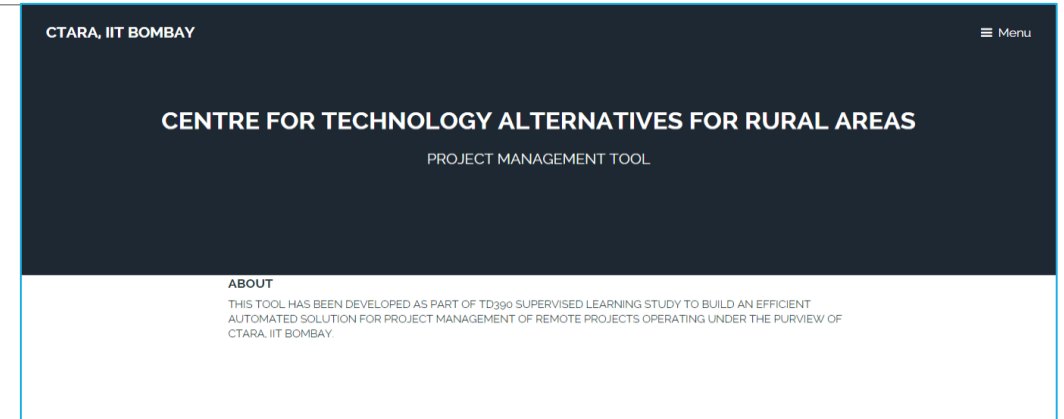 CTARA, IIT BOMBAY
Menu
CENTRE FOR TECHNOLOGY ALTERNATIVES FOR RURAL AREAS
PROJECT MANAGEMENT TOOL
ABOUT
THIS TOOL HAS BEEN DEVELOPED AS PART OF TD390 SUPERVISED LEARNING STUDY TO BUILD AN EFFICIENT
AUTOMATED SOLUTION FOR PROJECT MANAGEMENT OF REMOTE PROJECTS OPERATING UNDER THE PURVIEW OF
CTARA, IIT BOMBAY.